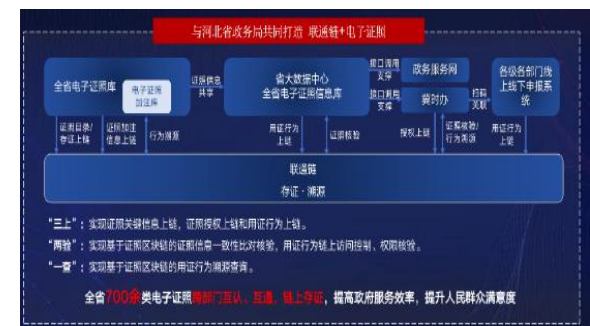 与河北省政务局共同打造 联通链+电子证照
全省电子证照库
电子证照
加注库
证照信息
共享
省大数据中心
全省电子证照信息库
接口调用
支撑
接口调用
支撑
政务服务网
冀时办
扫码
关联
各级各部门线
上线下申报系
统
证照目录/
存证上链
证照加注
信息上链
行为溯源
用证行为
上链
证照核验
授权上链
证照核验/
行为溯源
用证行为
上链
联通链
存证 · 溯源
“三上”：实现证照关键信息上链，证照授权上链和用证行为上链。
“两验”：实现基于证照区块链的证照信息一致性比对核验，用证行为链上访问控制、权限核验。
“一查”：实现基于证照区块链的用证行为溯源查询。
全省700余类电子证照跨部门互认、互通、链上存证，提高政府服务效率，提升人民群众满意度